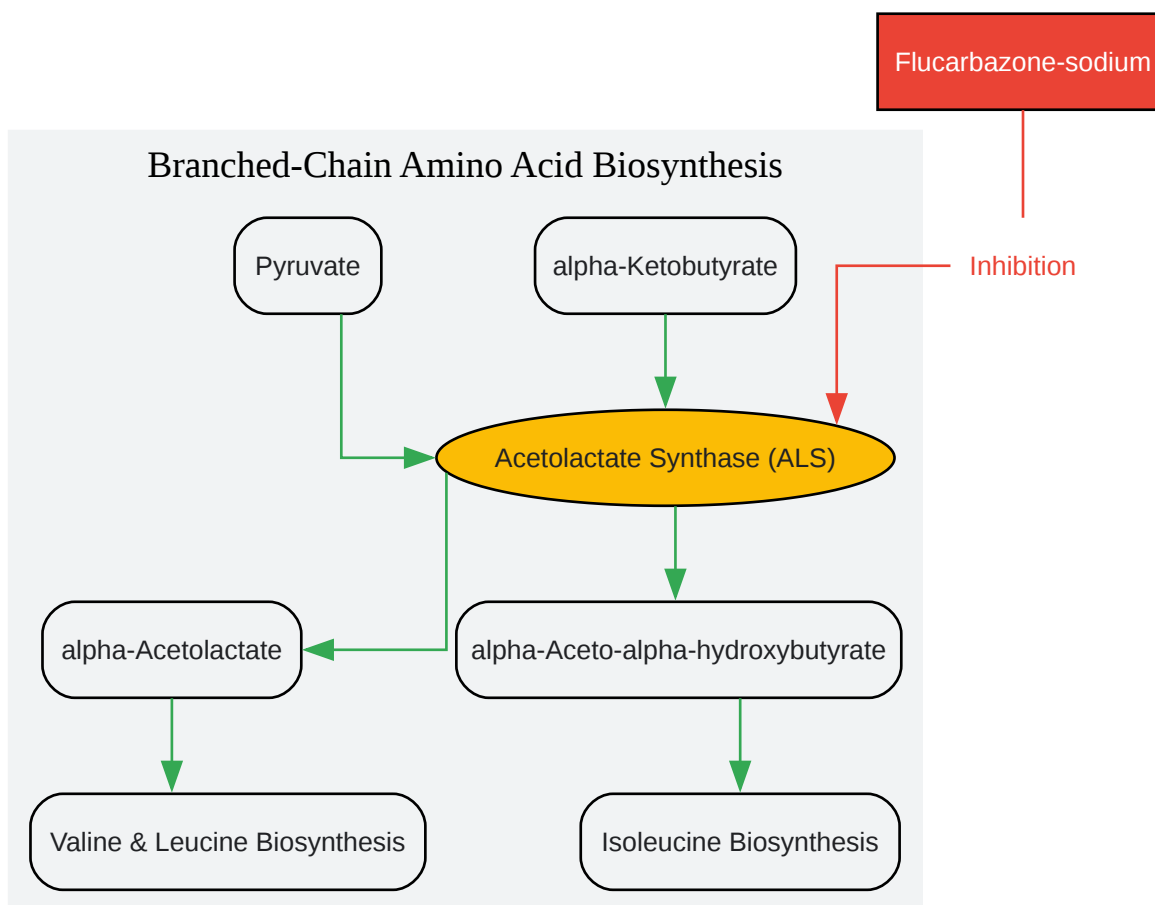 Flucarbazone-sodium
Branched-Chain Amino Acid Biosynthesis
Pyruvate
alpha-Ketobutyrate
Inhibition
Acetolactate Synthase (ALS)
alpha-Acetolactate
alpha-Aceto-alpha-hydroxybutyrate
Valine & Leucine Biosynthesis
Isoleucine Biosynthesis